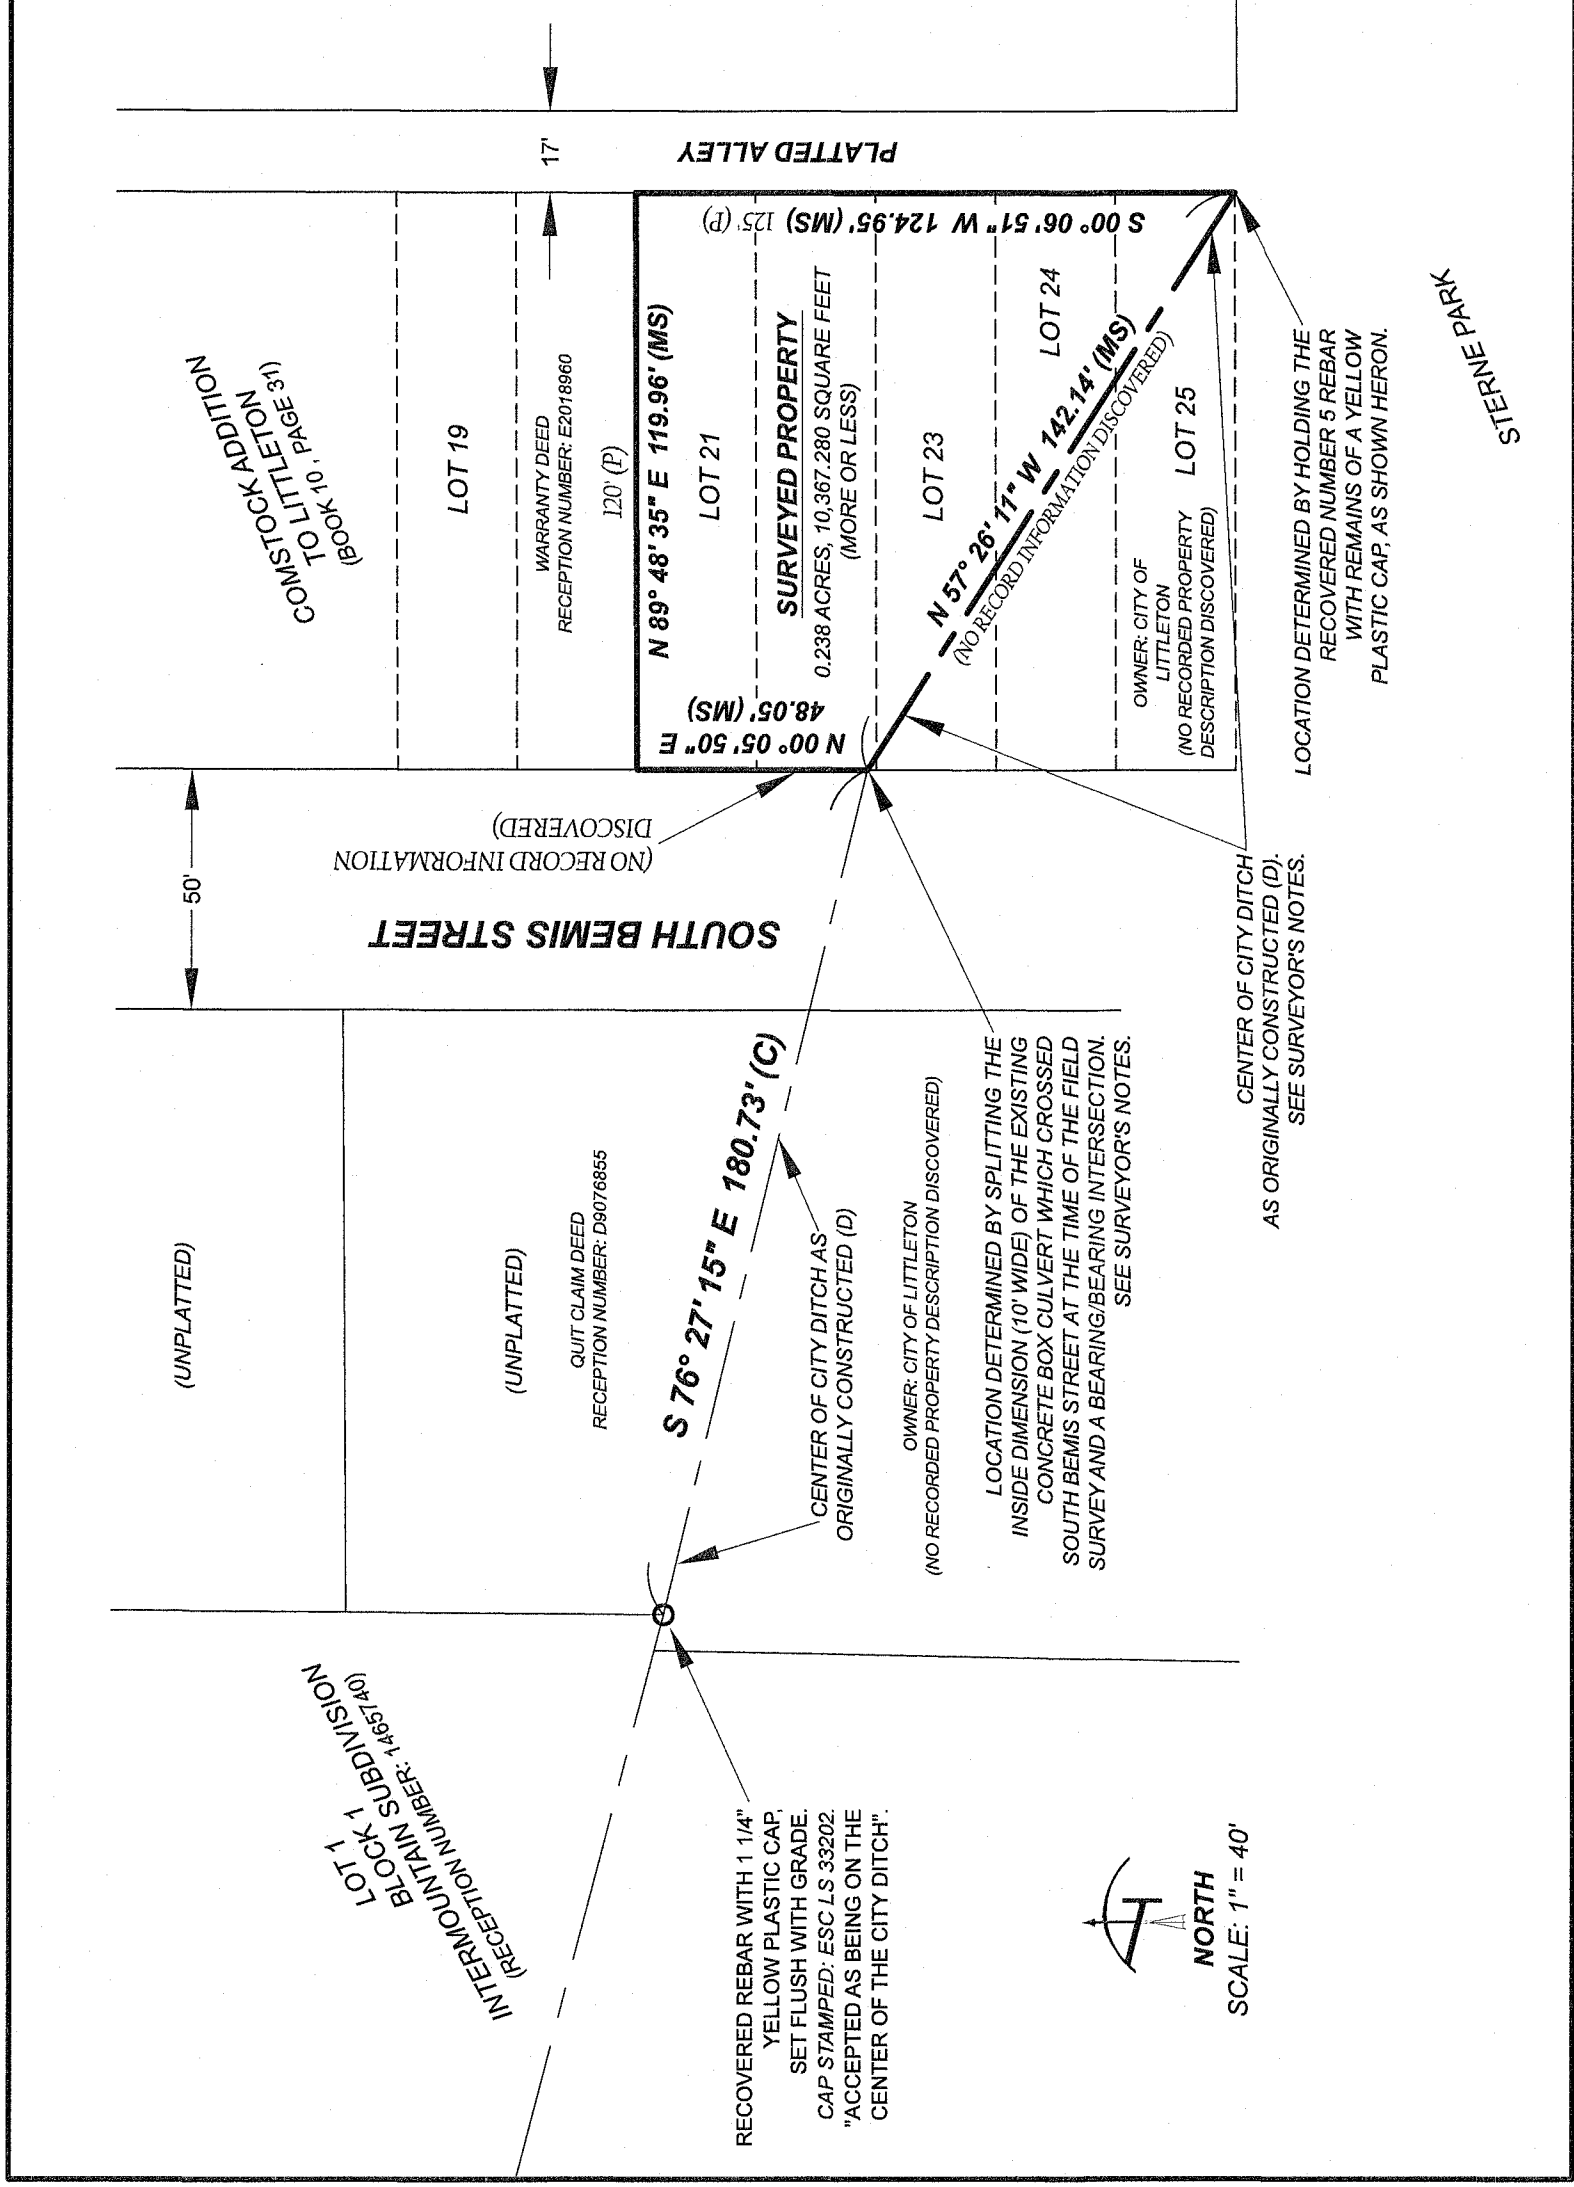 LOT 1
BLOCK 1
INTERMOUNTAIN SUBDIVISION
(RECEPTION NUMBER: 1465740)
RECOVERED REBAR WITH 1 1/4"
YELLOW PLASTIC CAP,
SET FLUSH WITH GRADE.
CAP STAMPED: ESC LS 33202.
"ACCEPTED AS BEING ON THE
CENTER OF THE CITY DITCH".
NORTH
SCALE: 1" = 40'
(UNPLATTED)
(UNPLATTED)
QUIT CLAIM DEED
RECEPTION NUMBER: D9076855
S 76° 27' 15" E 180.73' (C)
CENTER OF CITY DITCH AS
ORIGINALLY CONSTRUCTED (D)
OWNER: CITY OF LITTLETON
(NO RECORDED PROPERTY DESCRIPTION DISCOVERED)
LOCATION DETERMINED BY SPLITTING THE
INSIDE DIMENSION (10' WIDE) OF THE EXISTING
CONCRETE BOX CULVERT WHICH CROSSED
SOUTH BEMIS STREET AT THE TIME OF THE FIELD
SURVEY AND A BEARING/BEARING INTERSECTION.
SEE SURVEYOR'S NOTES.
50'
SOUTH BEMIS STREET
(NO RECORD INFORMATION
DISCOVERED)
CENTER OF CITY DITCH
AS ORIGINALLY CONSTRUCTED (D).
SEE SURVEYOR'S NOTES.
COMSTOCK ADDITION
TO LITTLETON
(BOOK 10, PAGE 31)
LOT 19
WARRANTY DEED
RECEPTION NUMBER: E2018960
120' (P)
N 89° 48' 35" E 119.96' (MS)
LOT 21
SURVEYED PROPERTY
0.238 ACRES, 10,367.280 SQUARE FEET
(MORE OR LESS)
N 00° 05' 50" E
48.05' (MS)
LOT 23
N 57° 26' 11" W 142.14' (MS)
(NO RECORD INFORMATION DISCOVERED)
LOT 24
LOT 25
OWNER: CITY OF
LITTLETON
(NO RECORDED PROPERTY
DESCRIPTION DISCOVERED)
S 00° 06' 51" W 124.95' (MS) 125' (P)
17'
PLATTED ALLEY
LOCATION DETERMINED BY HOLDING THE
RECOVERED NUMBER 5 REBAR
WITH REMAINS OF A YELLOW
PLASTIC CAP, AS SHOWN HERON.
STERNE PARK